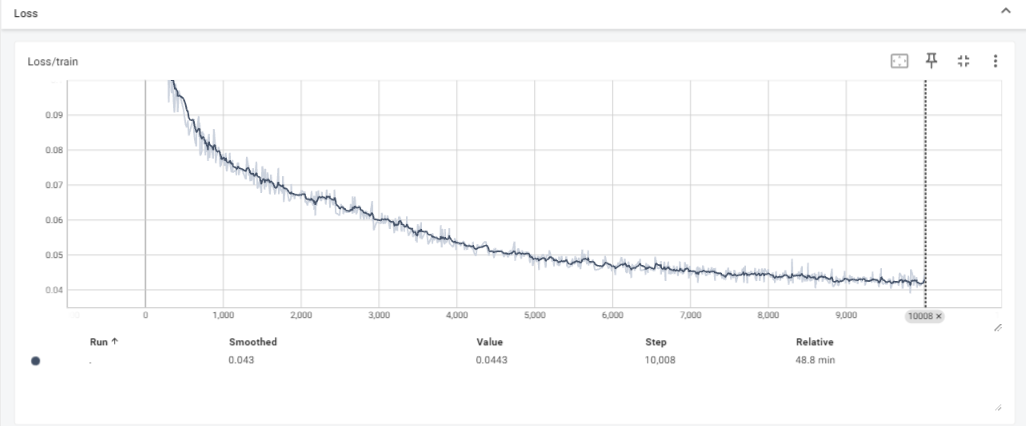 Loss
Loss/train
0.09
0.08
0.07
0.06
0.05
0.04
0 1,000 2,000 3,000 4,000 5,000 6,000 7,000 8,000 9,000 10008 ×
Run ↑ Smoothed Value Step Relative
. 0.043 0.0443 10,008 48.8 min